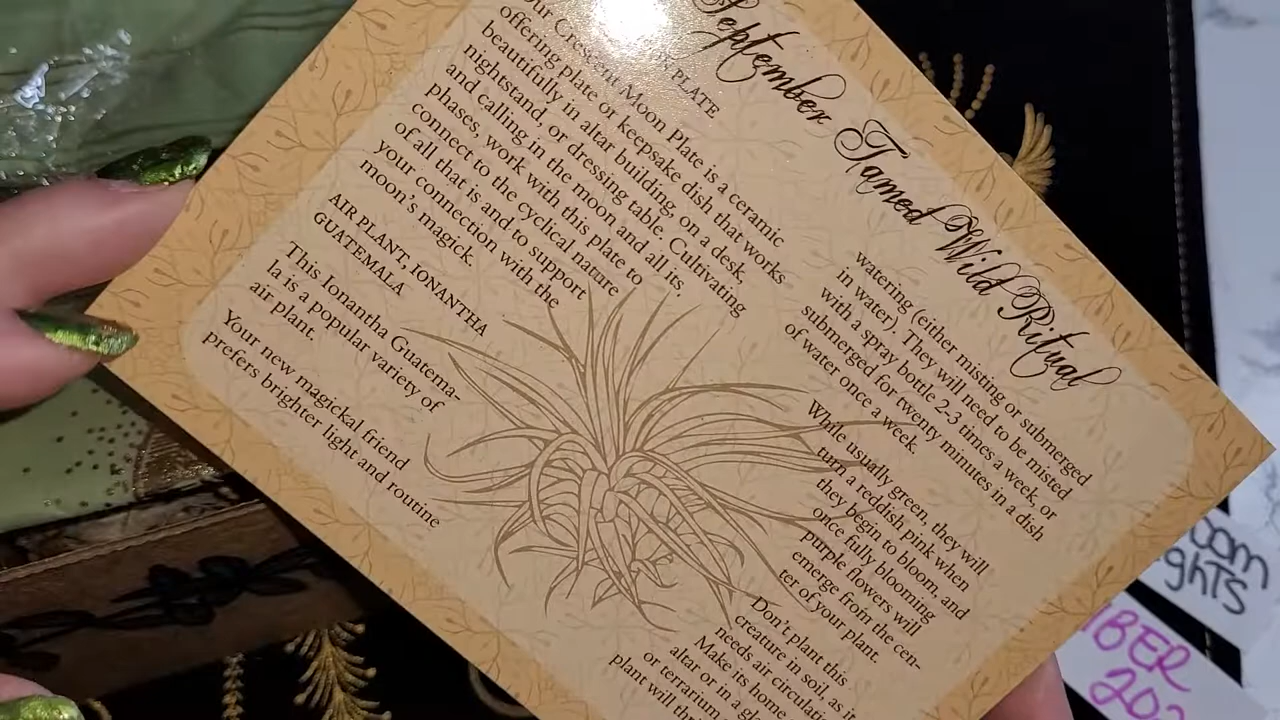 September Tamed Wild Ritual
PLATE
Crescent Moon Plate is a ceramic
offering plate or keepsake dish that works
beautifully in altar building, on a desk,
nightstand, or dressing table. Cultivating
and calling in the moon and all its
phases, work with this plate to
connect to the cyclical nature
of all that is and to support
your connection with the
moon's magick.
AIR PLANT, IONANTHA
GUATEMALA
This Ionantha Guatema-
la is a popular variety of
air plant.
Your new magickal friend
prefers brighter light and routine
watering (either misting or submerged
in water). They will need to be misted
with a spray bottle 2-3 times a week, or
submerged for twenty minutes in a dish
of water once a week.
While usually green, they will
turn a reddish pink when
they begin to bloom, and
once fully blooming
purple flowers will
emerge from the cen-
ter of your plant.
Don't plant this
creature in soil, as it
needs air
Make its home
altar or in a
or terrarium
plant will